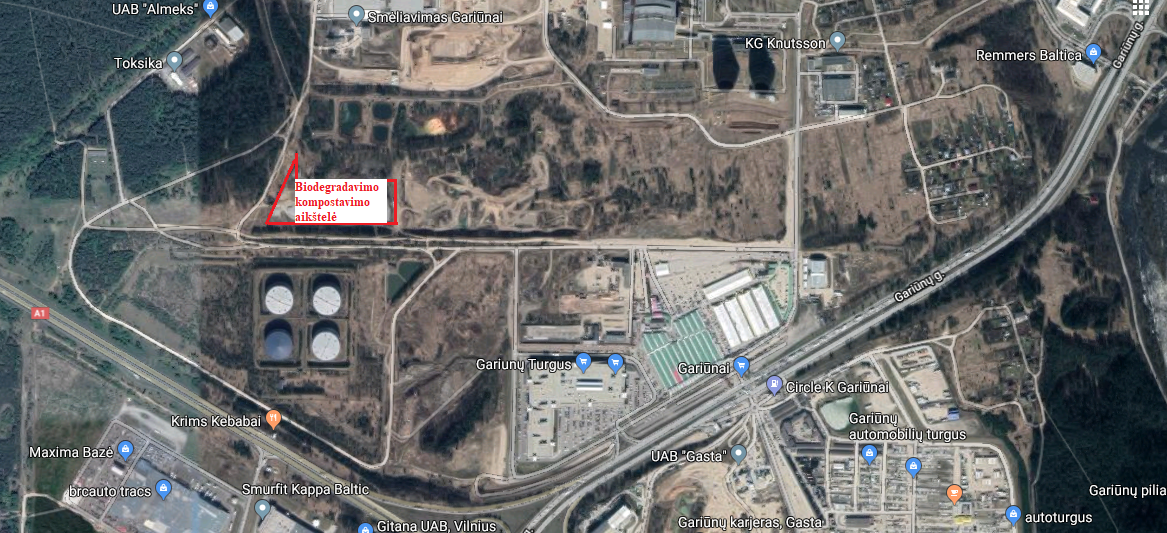 UAB "Almeks"
Smėliavimas Gariūnai
Gariūnų g.
KG Knutsson
Remmers Baltica
Toksika
Biodegradavimo
kompostavimo
aikštelė
Gariūnų g.
A1
Gariunų Turgus
Gariūnai
Circle K Gariūnai
Krims Kebabai
Gariūnų
automobilių turgus
Maxima Bazė
UAB "Gasta"
brcauto tracs
Smurfit Kappa Baltic
Gariūnų pilia
Gitana UAB, Vilnius
Gariūnų karjeras, Gasta
autoturgus